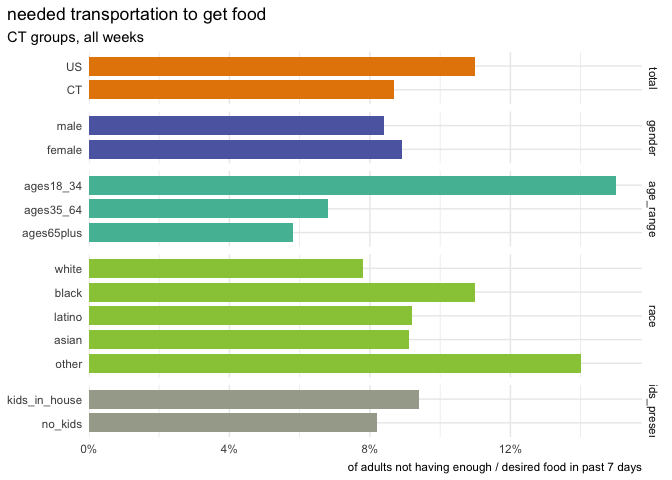 needed transportation to get food
CT groups, all weeks
US
CT
total
male
female
gender
ages18_34
ages35_64
ages65plus
age_range
white
black
latino
asian
other
race
kids_in_house
no_kids
ids_preser
0%
4%
8%
12%
of adults not having enough / desired food in past 7 days